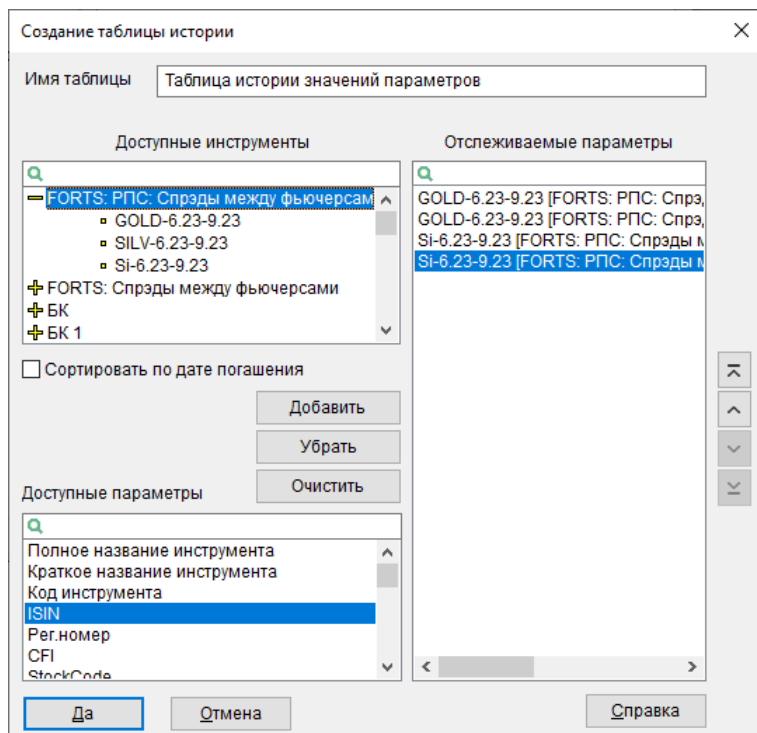 Создание таблицы истории
Имя таблицы
Таблица истории значений параметров
Доступные инструменты
FORTS: РПС: Спрэды между фьючерсам
GOLD-6.23-9.23
SILV-6.23-9.23
Si-6.23-9.23
FORTS: Спрэды между фьючерсами
БК
БК 1
Сортировать по дате погашения
Добавить
Убрать
Очистить
Доступные параметры
Полное название инструмента
Краткое название инструмента
Код инструмента
ISIN
Рег.номер
CFI
StockCode
Отслеживаемые параметры
GOLD-6.23-9.23 [FORTS: РПС: Спрэ
GOLD-6.23-9.23 [FORTS: РПС: Спрэ
Si-6.23-9.23 [FORTS: РПС: Спрэды м
Si-6.23-9.23 [FORTS: РПС: Спрэды м
Да
Отмена
Справка